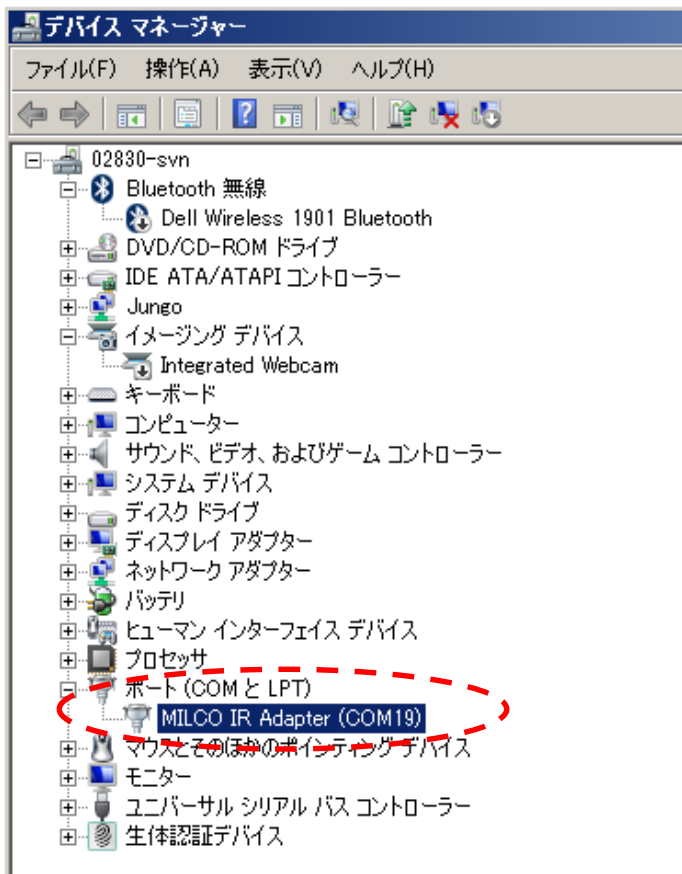 デバイス マネージャー
ファイル(F) 操作(A) 表示(V) ヘルプ(H)
02830-svn
Bluetooth 無線
Dell Wireless 1901 Bluetooth
DVD/CD-ROM ドライブ
IDE ATA/ATAPI コントローラー
Jungo
イメージング デバイス
Integrated Webcam
キーボード
コンピューター
サウンド、ビデオ、およびゲーム コントローラー
システム デバイス
ディスク ドライブ
ディスプレイ アダプター
ネットワーク アダプター
バッテリ
ヒューマン インターフェイス デバイス
プロセッサ
ポート (COM と LPT)
MILCO IR Adapter (COM19)
マウスとそのほかのポインティング デバイス
モニター
ユニバーサル シリアル バス コントローラー
生体認証デバイス